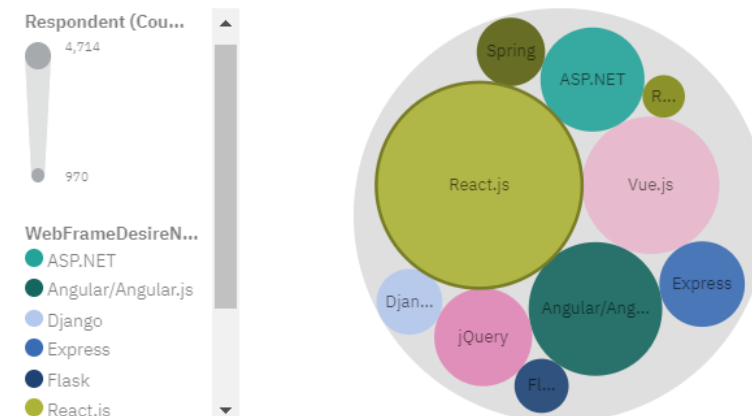 Respondent (Cou...
4,714
970
WebFrameDesireN...
ASP.NET
Angular/Angular.js
Django
Express
Flask
React.js
Spring
ASP.NET
R...
React.js
Vue.js
Express
Djan...
Angular/Ang...
jQuery
Fl...